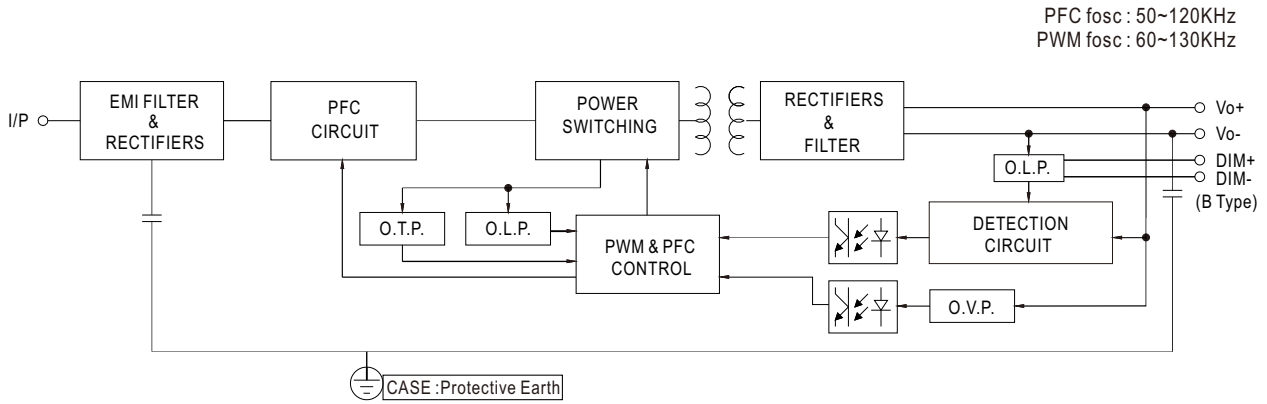 PFC fosc : 50~120KHz
PWM fosc : 60~130KHz
I/P
EMI FILTER
&
RECTIFIERS
PFC
CIRCUIT
POWER
SWITCHING
RECTIFIERS
&
FILTER
Vo+
Vo-
DIM+
DIM-
(B Type)
O.L.P.
O.T.P.
O.L.P.
PWM & PFC
CONTROL
DETECTION
CIRCUIT
O.V.P.
CASE :Protective Earth